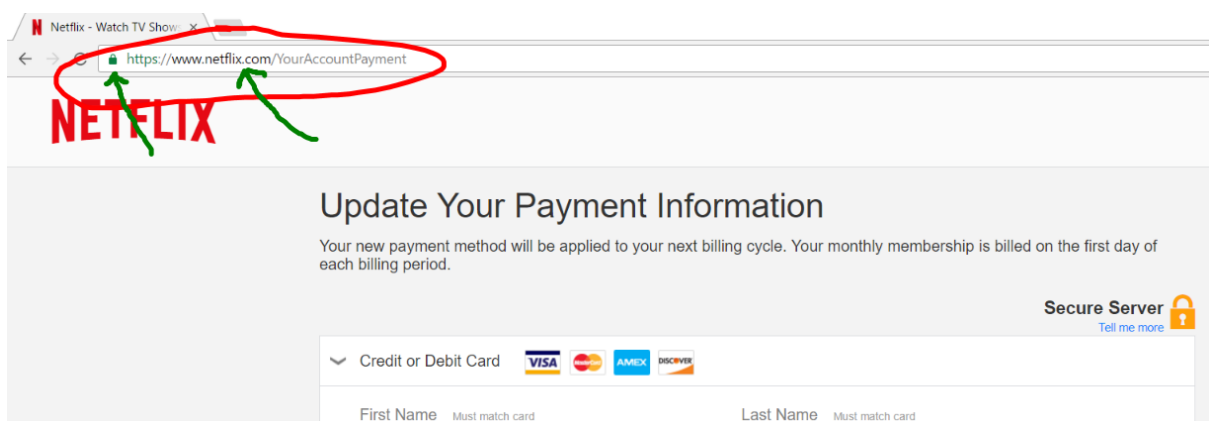 Netflix - Watch TV Show
https://www.netflix.com/YourAccountPayment
NETFLIX
Update Your Payment Information
Your new payment method will be applied to your next billing cycle. Your monthly membership is billed on the first day of
each billing period.
Secure Server
Tell me more
Credit or Debit Card VISA MasterCard AMEX DISCOVER
First Name Must match card Last Name Must match card